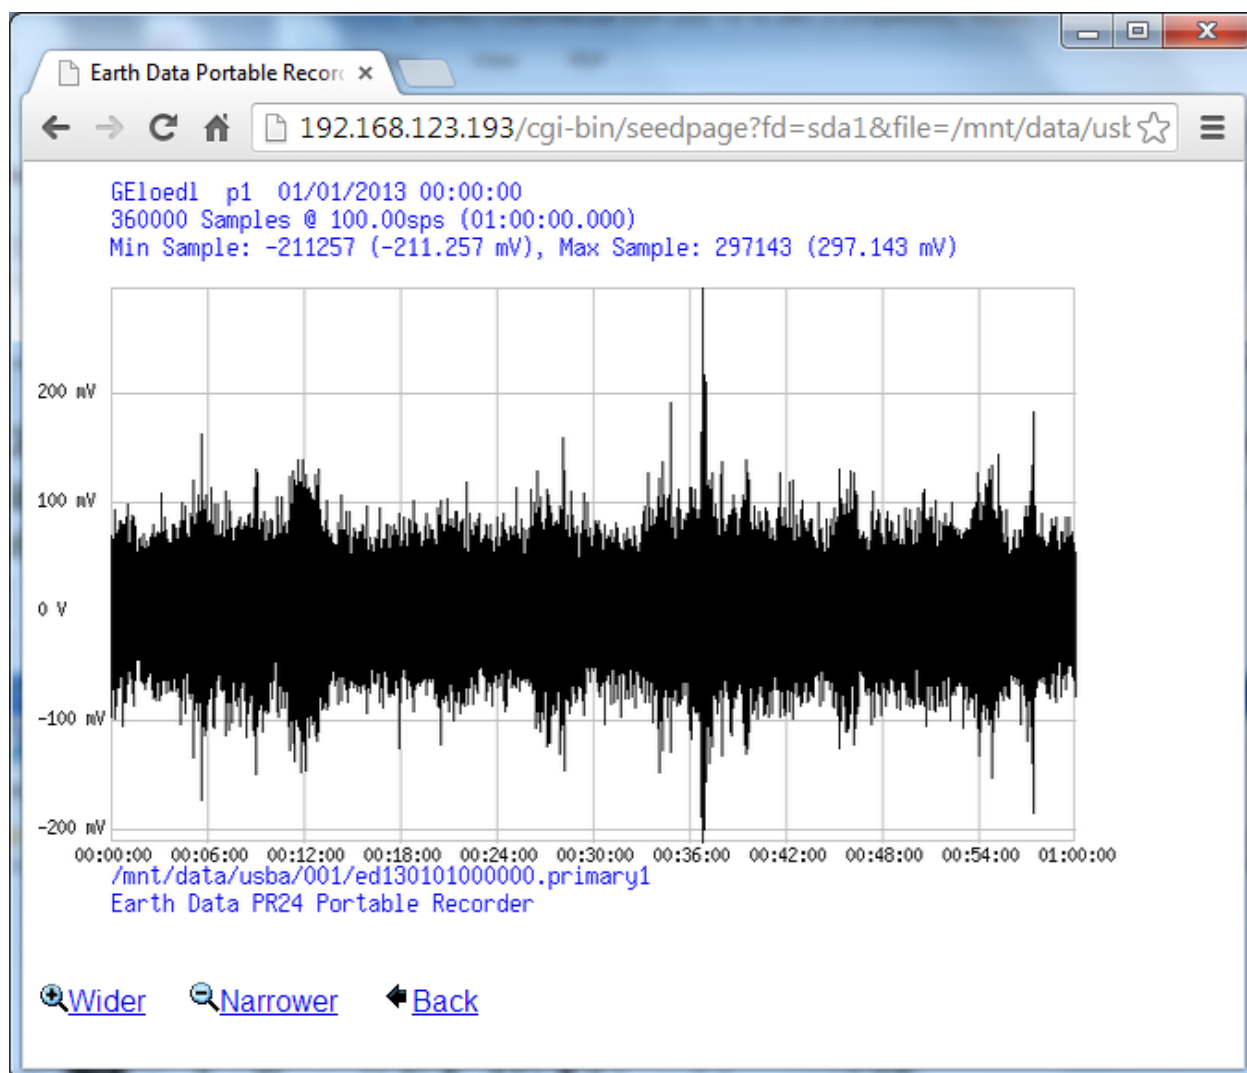 Earth Data Portable Recor
192.168.123.193/cgi-bin/seedpage?fd=sda1&file=/mnt/data/usb
GEloedl p1 01/01/2013 00:00:00
360000 Samples @ 100.00sps (01:00:00.000)
Min Sample: -211257 (-211.257 mV), Max Sample: 297143 (297.143 mV)
200 mV
100 mV
0 V
-100 mV
-200 mV
00:00:00 00:06:00 00:12:00 00:18:00 00:24:00 00:30:00 00:36:00 00:42:00 00:48:00 00:54:00 01:00:00
/mnt/data/usba/001/ed130101000000.primary1
Earth Data PR24 Portable Recorder
Wider Narrower Back